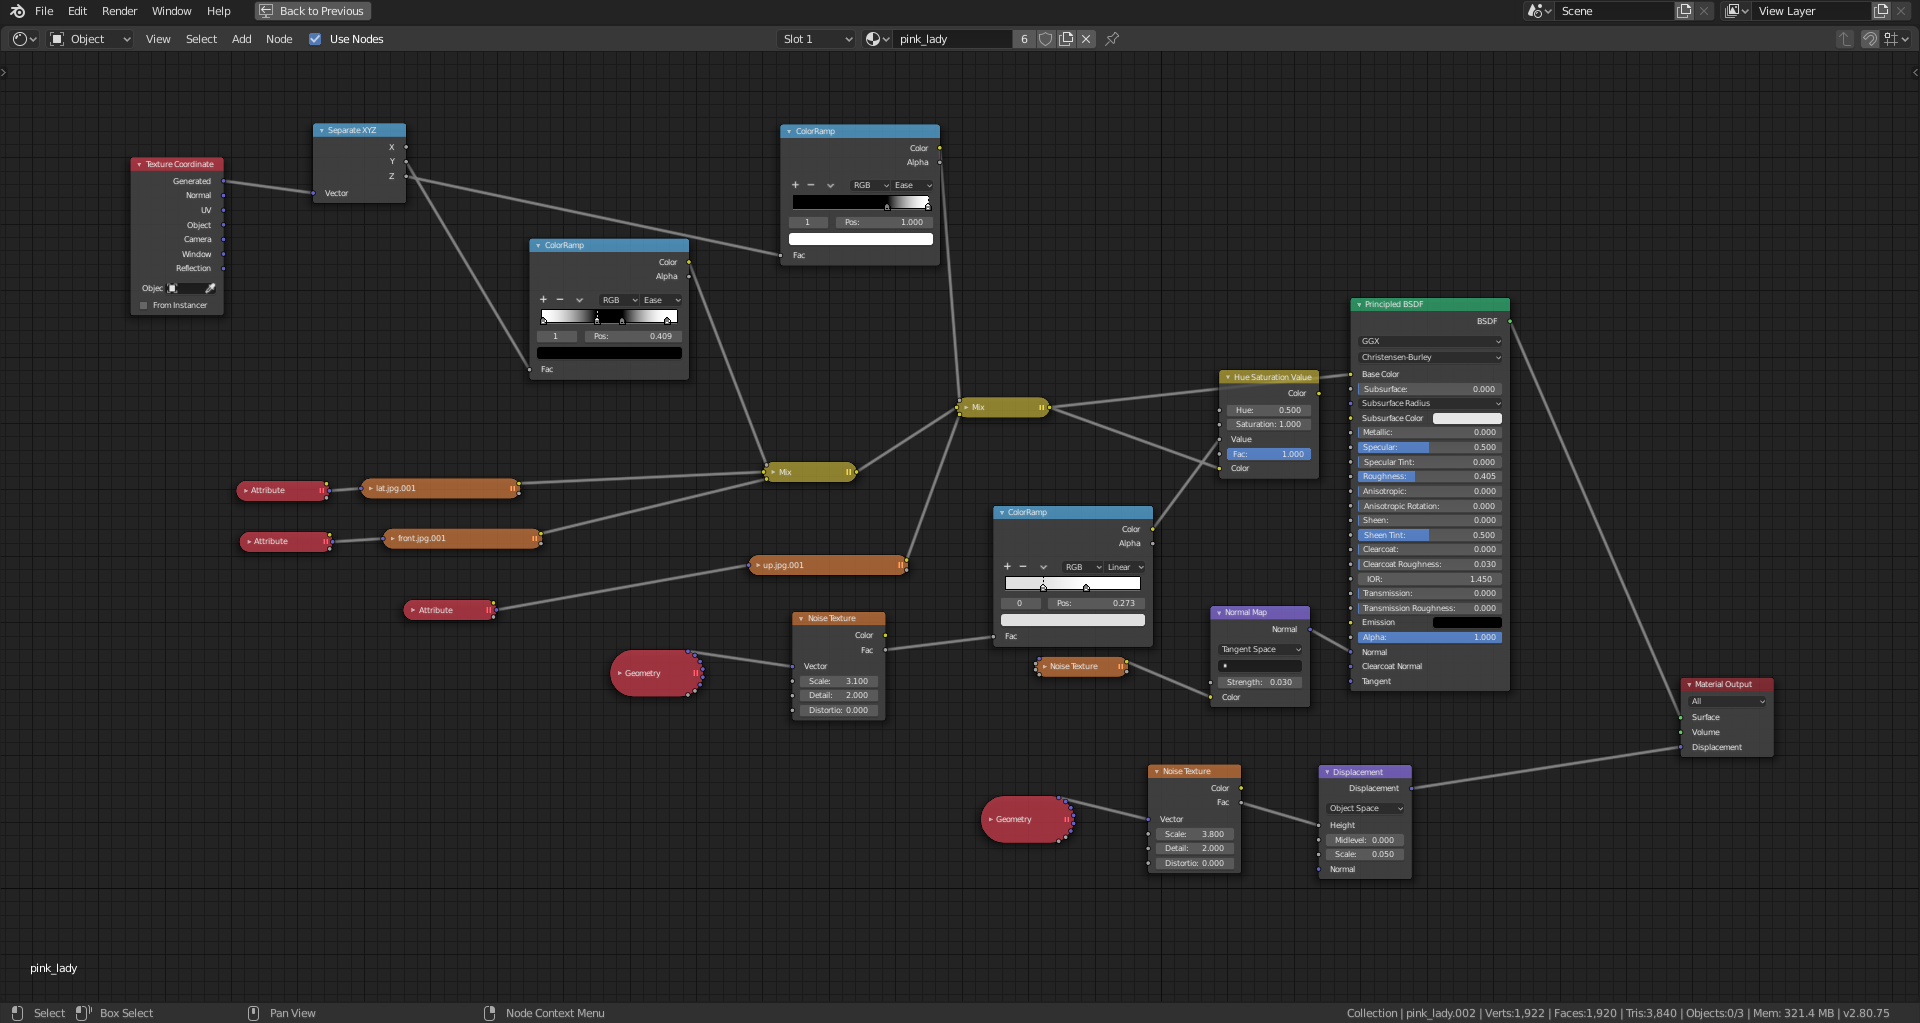 File Edit Render Window Help Back to Previous Scene View Layer
Object View Select Add Node Use Nodes Slot 1 pink_lady 6
Texture Coordinate
Generated
Normal
UV
Object
Camera
Window
Reflection
Objec
From Instancer
Separate XYZ
X
Y
Z
Vector
ColorRamp
Color
Alpha
RGB Ease
1 Pos: 0.409
Fac
ColorRamp
Color
Alpha
RGB Ease
1 Pos: 1.000
Fac
Attribute
lat.jpg.001
Attribute
front.jpg.001
Attribute
up.jpg.001
Mix
Mix
Geometry
Noise Texture
Color
Fac
Vector
Scale: 3.100
Detail: 2.000
Distortio: 0.000
ColorRamp
Color
Alpha
RGB Linear
0 Pos: 0.273
Fac
Noise Texture
Hue Saturation Value
Color
Hue: 0.500
Saturation: 1.000
Value
Fac: 1.000
Color
Normal Map
Normal
Tangent Space
Strength: 0.030
Color
Principled BSDF
BSDF
GGX
Christensen-Burley
Base Color
Subsurface: 0.000
Subsurface Radius
Subsurface Color
Metallic: 0.000
Specular: 0.500
Specular Tint: 0.000
Roughness: 0.405
Anisotropic: 0.000
Anisotropic Rotation: 0.000
Sheen: 0.000
Sheen Tint: 0.500
Clearcoat: 0.000
Clearcoat Roughness: 0.030
IOR: 1.450
Transmission: 0.000
Transmission Roughness: 0.000
Emission
Alpha: 1.000
Normal
Clearcoat Normal
Tangent
Material Output
All
Surface
Volume
Displacement
Geometry
Noise Texture
Color
Fac
Vector
Scale: 3.800
Detail: 2.000
Distortio: 0.000
Displacement
Displacement
Object Space
Height
Midlevel: 0.000
Scale: 0.050
Normal
pink_lady
Select Box Select Pan View Node Context Menu Collection | pink_lady.002 | Verts:1,922 | Faces:1,920 | Tris:3,840 | Objects:0/3 | Mem: 321.4 MB | v2.80.75